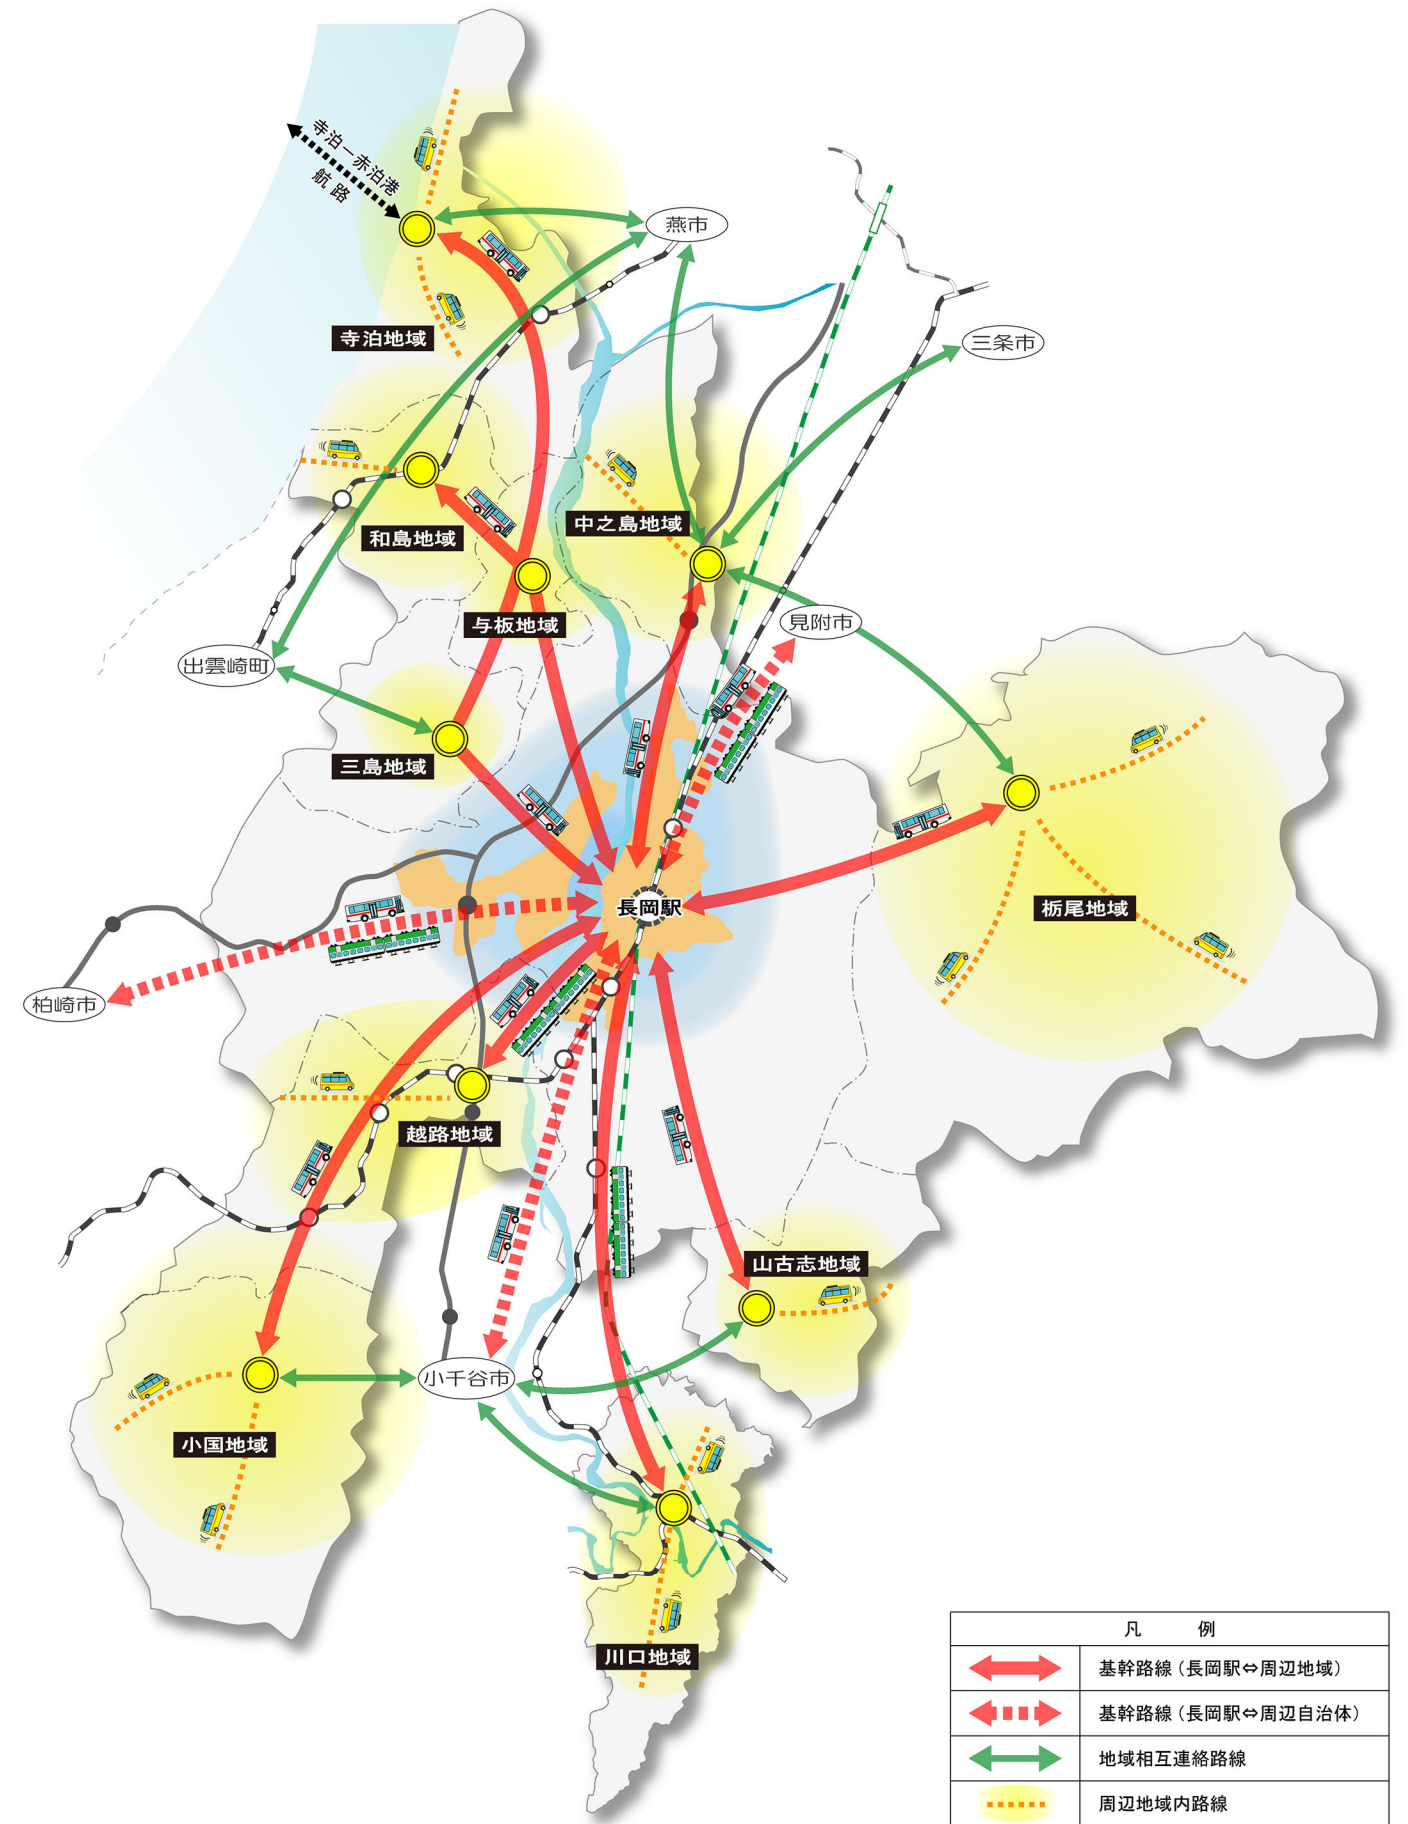 寺泊ー赤泊港
航路
燕市
三条市
寺泊地域
和島地域
中之島地域
与板地域
見附市
出雲崎町
三島地域
長岡駅
栃尾地域
柏崎市
越路地域
山古志地域
小千谷市
小国地域
川口地域
凡 例
基幹路線（長岡駅⇔周辺地域）
基幹路線（長岡駅⇔周辺自治体）
地域相互連絡路線
周辺地域内路線